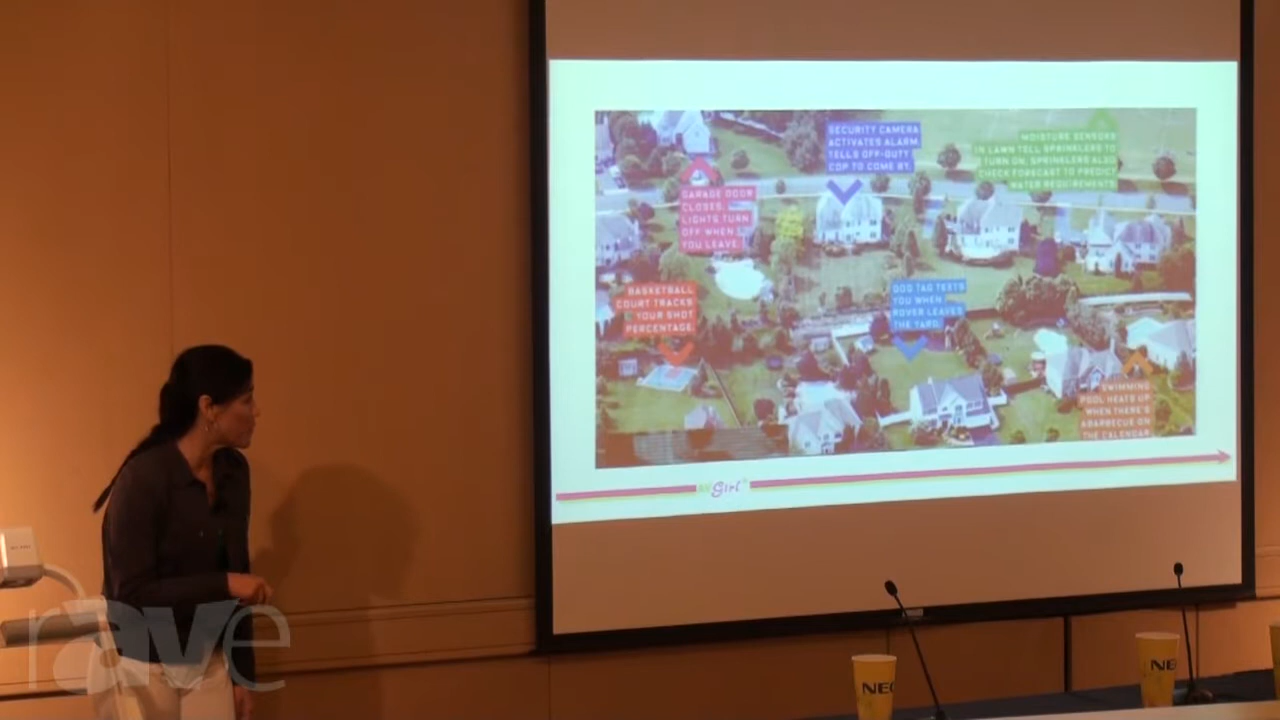 SECURITY CAMERA
ACTIVATES ALARM,
TELLS OFF-DUTY
COP TO COME BY.
MOISTURE SENSORS
IN LAWN TELL SPRINKLERS TO
TURN ON. SPRINKLERS ALSO
CHECK FORECAST TO PREDICT
WATER REQUIREMENTS.
GARAGE DOOR
CLOSES,
LIGHTS TURN
OFF WHEN
YOU LEAVE.
BASKETBALL
COURT TRACKS
YOUR SHOT
PERCENTAGE.
DOG TAG TEXTS
YOU WHEN
ROVER LEAVES
THE YARD.
SWIMMING
POOL HEATS UP
WHEN THERE'S
A BARBECUE ON
THE CALENDAR.
Girl
rave
NEC
NE